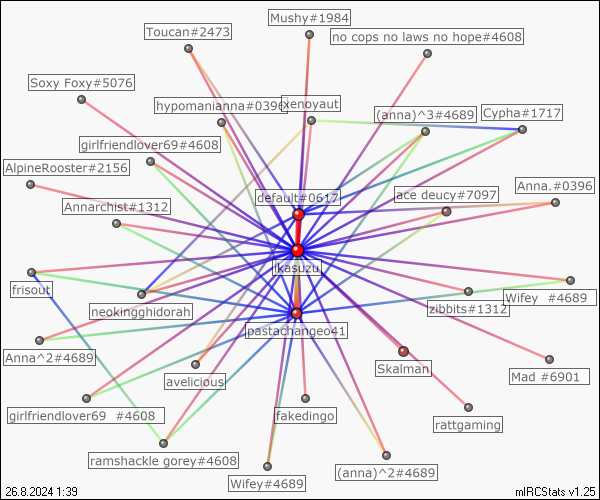 Mushy#1984
Toucan#2473
no cops no laws no hope#4608
Soxy Foxy#5076
hypomanianna#0396
xenoyaut
(anna)^3#4689
Cypha#1717
girlfriendlover69#4608
AlpineRooster#2156
default#0617
ace deucy#7097
Anna.#0396
Annarchist#1312
ikasuzu
frisout
neokingghidorah
zibbits#1312
Wifey #4689
pastachangeo41
Anna^2#4689
Skalman
Mad #6901
avelicious
girlfriendlover69 #4608
fakedingo
rattgaming
ramshackle gorey#4608
(anna)^2#4689
Wifey#4689
26.8.2024 1:39
mIRCStats v1.25